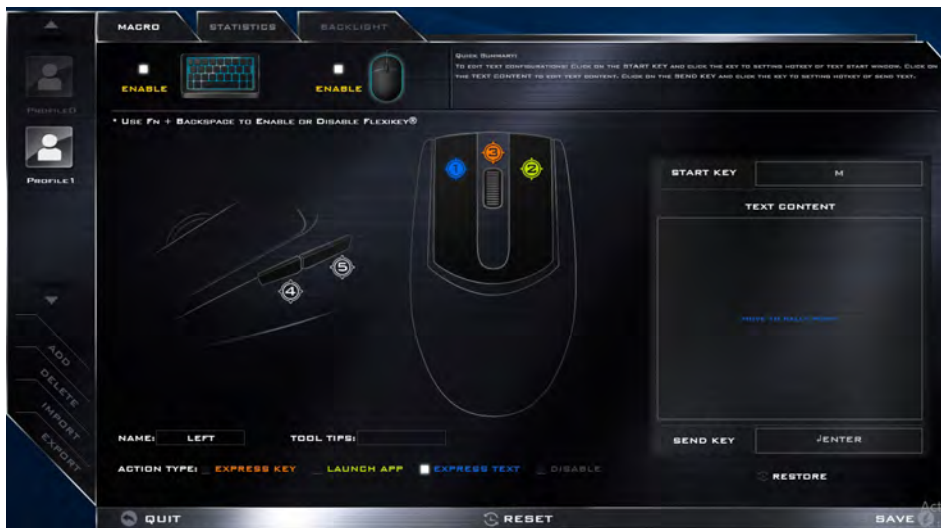 MACRO
STATISTICS
BACKLIGHT
ENABLE
ENABLE
QUICK SUMMARY:
TO EDIT TEXT CONFIGURATIONS: CLICK ON THE START KEY AND CLICK THE KEY TO SETTING HOTKEY OF TEXT START WINDOW. CLICK ON
THE TEXT CONTENT TO EDIT TEXT CONTENT. CLICK ON THE SEND KEY AND CLICK THE KEY TO SETTING HOTKEY OF SEND TEXT.
PROFILE0
PROFILE1
* USE FN + BACKSPACE TO ENABLE OR DISABLE FLEXIKEY®
1
3
2
5
4
START KEY
M
TEXT CONTENT
MOVE TO RALLY POINT
SEND KEY
ENTER
RESTORE
ADD
DELETE
IMPORT
EXPORT
NAME: LEFT
TOOL TIPS:
ACTION TYPE: EXPRESS KEY LAUNCH APP EXPRESS TEXT DISABLE
QUIT
RESET
SAVE